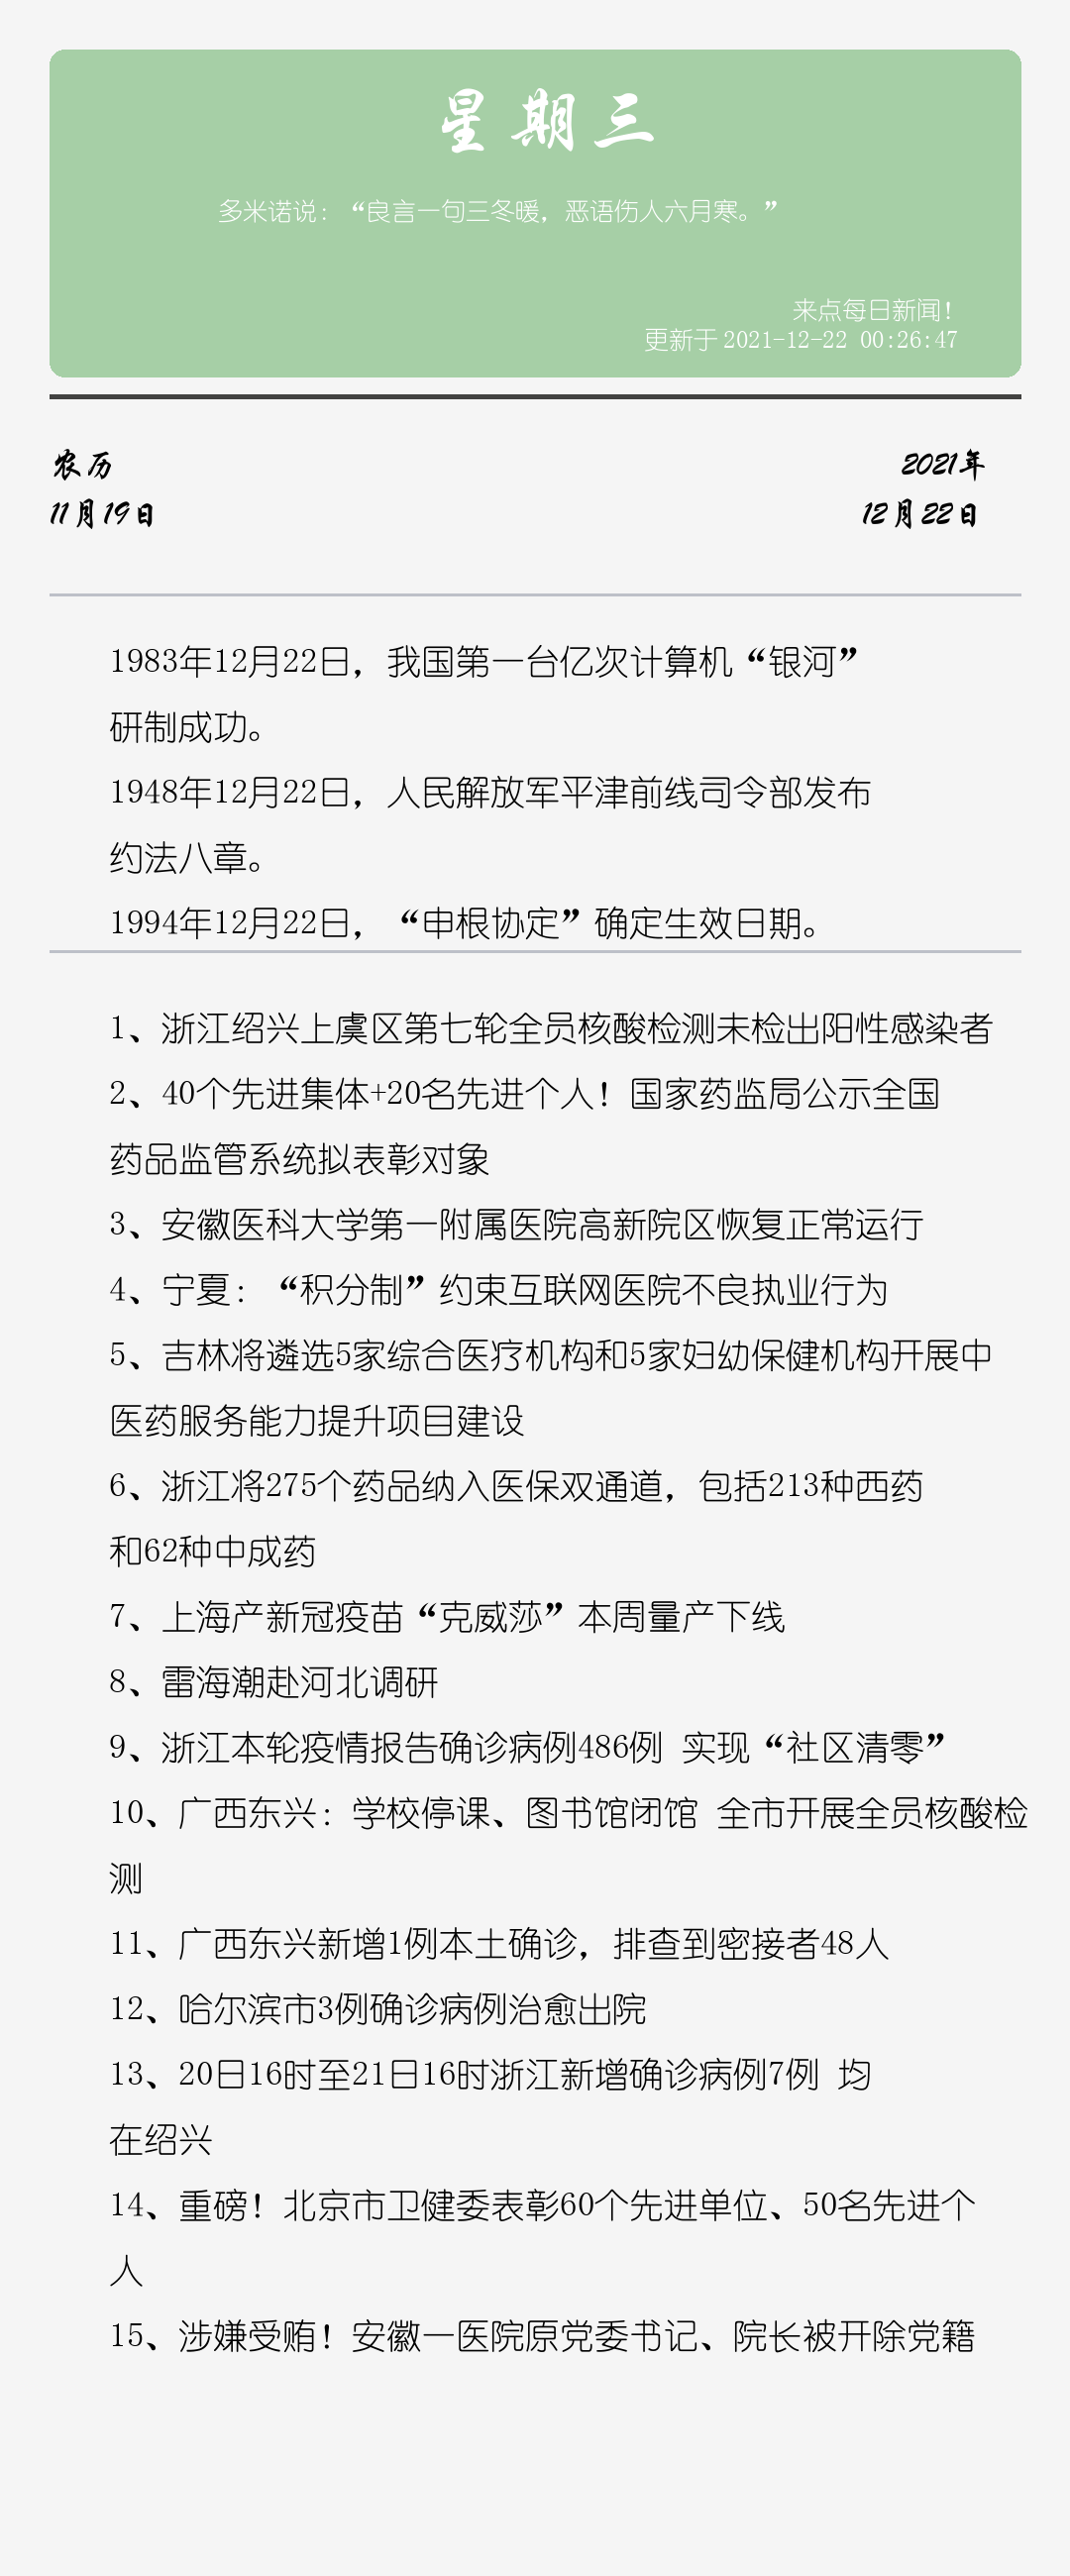 星期三
多米诺说：“良言一句三冬暖，恶语伤人六月寒。”
来点每日新闻！
更新于2021-12-22 00:26:47
农历
2021年
11月19日
12月22日
1983年12月22日，我国第一台亿次计算机“银河”
研制成功。
1948年12月22日，人民解放军平津前线司令部发布
约法八章。
1994年12月22日，“申根协定”确定生效日期。
1、浙江绍兴上虞区第七轮全员核酸检测未检出阳性感染者
2、40个先进集体+20名先进个人！国家药监局公示全国
药品监管系统拟表彰对象
3、安徽医科大学第一附属医院高新院区恢复正常运行
4、宁夏：“积分制”约束互联网医院不良执业行为
5、吉林将遴选5家综合医疗机构和5家妇幼保健机构开展中
医药服务能力提升项目建设
6、浙江将275个药品纳入医保双通道，包括213种西药
和62种中成药
7、上海产新冠疫苗“克威莎”本周量产下线
8、雷海潮赴河北调研
9、浙江本轮疫情报告确诊病例486例 实现“社区清零”
10、广西东兴：学校停课、图书馆闭馆 全市开展全员核酸检
测
11、广西东兴新增1例本土确诊，排查到密接者48人
12、哈尔滨市3例确诊病例治愈出院
13、20日16时至21日16时浙江新增确诊病例7例 均
在绍兴
14、重磅！北京市卫健委表彰60个先进单位、50名先进个
人
15、涉嫌受贿！安徽一医院原党委书记、院长被开除党籍